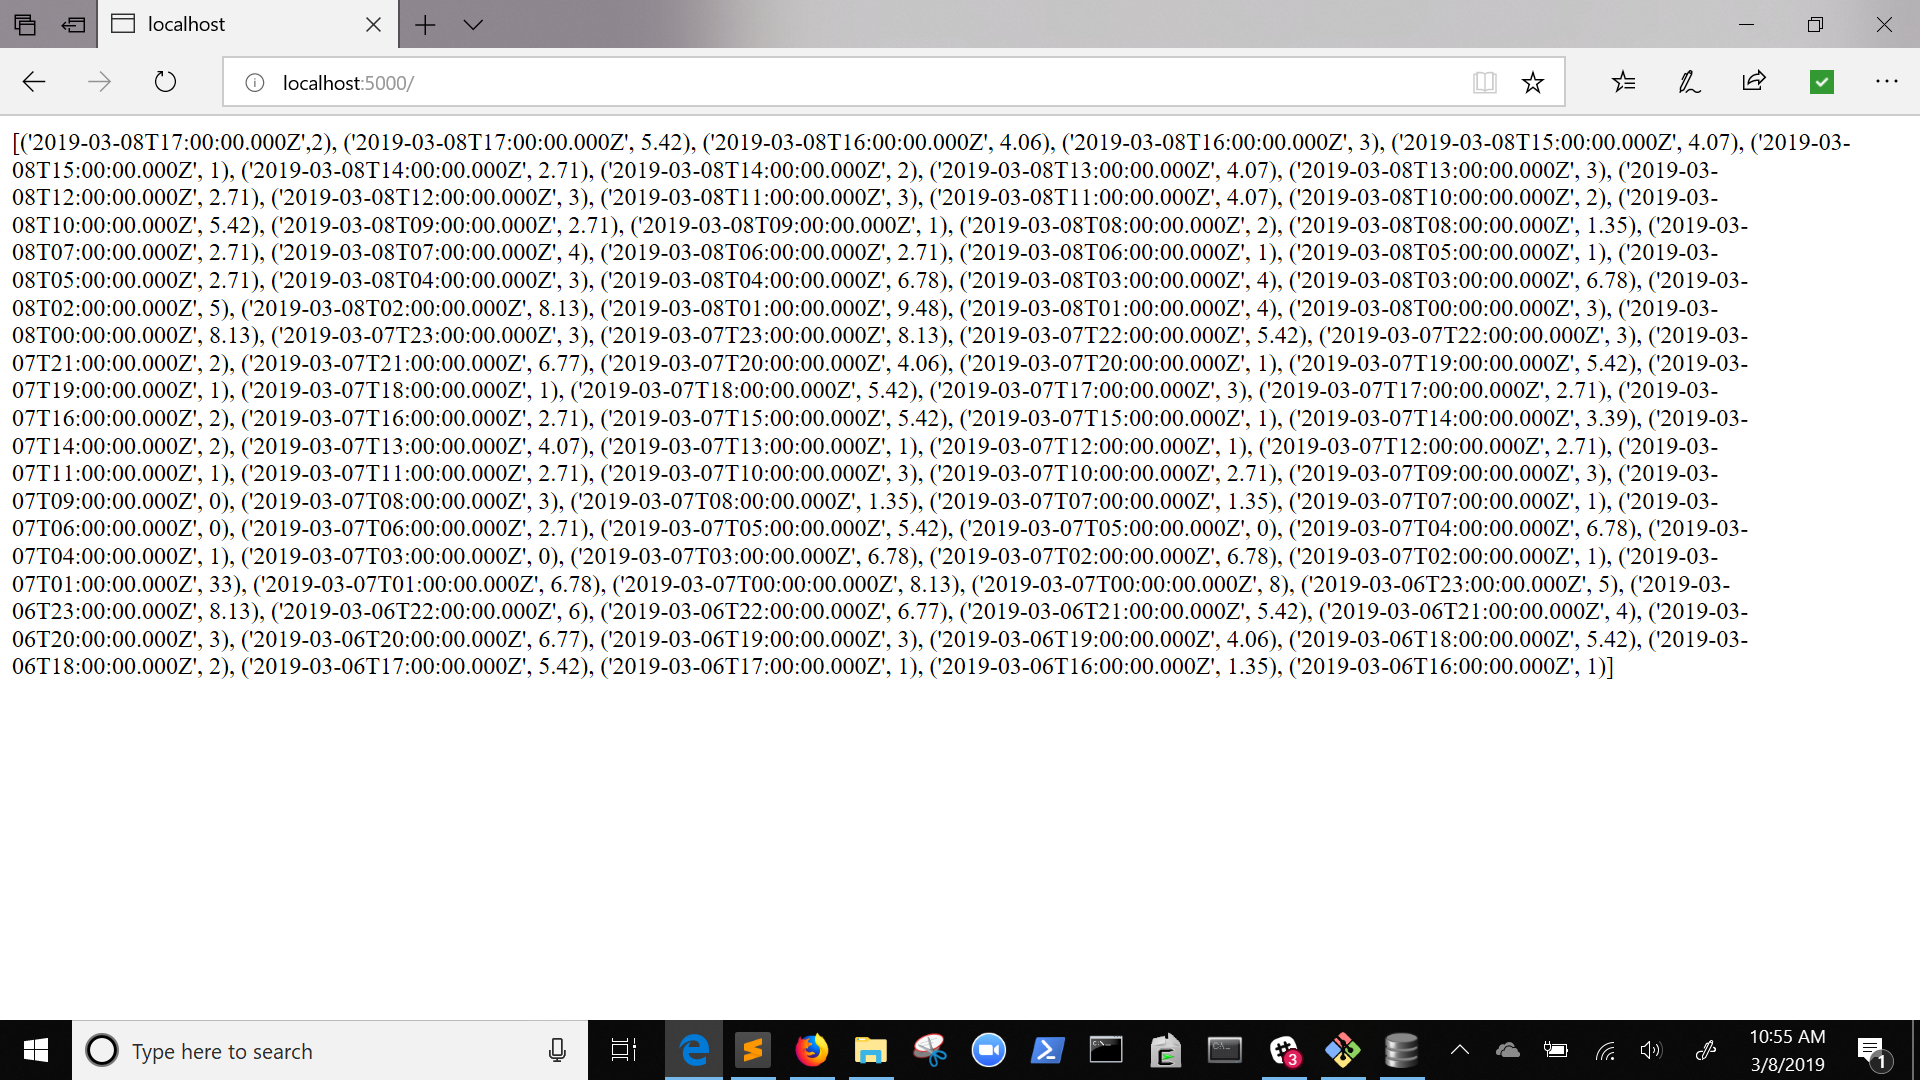 localhost
localhost:5000/
[('2019-03-08T17:00:00.000Z',2), ('2019-03-08T17:00:00.000Z', 5.42), ('2019-03-08T16:00:00.000Z', 4.06), ('2019-03-08T16:00:00.000Z', 3), ('2019-03-08T15:00:00.000Z', 4.07), ('2019-03-
08T15:00:00.000Z', 1), ('2019-03-08T14:00:00.000Z', 2.71), ('2019-03-08T14:00:00.000Z', 2), ('2019-03-08T13:00:00.000Z', 4.07), ('2019-03-08T13:00:00.000Z', 3), ('2019-03-
08T12:00:00.000Z', 2.71), ('2019-03-08T12:00:00.000Z', 3), ('2019-03-08T11:00:00.000Z', 3), ('2019-03-08T11:00:00.000Z', 4.07), ('2019-03-08T10:00:00.000Z', 2), ('2019-03-
08T10:00:00.000Z', 5.42), ('2019-03-08T09:00:00.000Z', 2.71), ('2019-03-08T09:00:00.000Z', 1), ('2019-03-08T08:00:00.000Z', 2), ('2019-03-08T08:00:00.000Z', 1.35), ('2019-03-
08T07:00:00.000Z', 2.71), ('2019-03-08T07:00:00.000Z', 4), ('2019-03-08T06:00:00.000Z', 2.71), ('2019-03-08T06:00:00.000Z', 1), ('2019-03-08T05:00:00.000Z', 1), ('2019-03-
08T05:00:00.000Z', 2.71), ('2019-03-08T04:00:00.000Z', 3), ('2019-03-08T04:00:00.000Z', 6.78), ('2019-03-08T03:00:00.000Z', 4), ('2019-03-08T03:00:00.000Z', 6.78), ('2019-03-
08T02:00:00.000Z', 5), ('2019-03-08T02:00:00.000Z', 8.13), ('2019-03-08T01:00:00.000Z', 9.48), ('2019-03-08T01:00:00.000Z', 4), ('2019-03-08T00:00:00.000Z', 3), ('2019-03-
08T00:00:00.000Z', 8.13), ('2019-03-07T23:00:00.000Z', 3), ('2019-03-07T23:00:00.000Z', 8.13), ('2019-03-07T22:00:00.000Z', 5.42), ('2019-03-07T22:00:00.000Z', 3), ('2019-03-
07T21:00:00.000Z', 2), ('2019-03-07T21:00:00.000Z', 6.77), ('2019-03-07T20:00:00.000Z', 4.06), ('2019-03-07T20:00:00.000Z', 1), ('2019-03-07T19:00:00.000Z', 5.42), ('2019-03-
07T19:00:00.000Z', 1), ('2019-03-07T18:00:00.000Z', 1), ('2019-03-07T18:00:00.000Z', 5.42), ('2019-03-07T17:00:00.000Z', 3), ('2019-03-07T17:00:00.000Z', 2.71), ('2019-03-
07T16:00:00.000Z', 2), ('2019-03-07T16:00:00.000Z', 2.71), ('2019-03-07T15:00:00.000Z', 5.42), ('2019-03-07T15:00:00.000Z', 1), ('2019-03-07T14:00:00.000Z', 3.39), ('2019-03-
07T14:00:00.000Z', 2), ('2019-03-07T13:00:00.000Z', 4.07), ('2019-03-07T13:00:00.000Z', 1), ('2019-03-07T12:00:00.000Z', 1), ('2019-03-07T12:00:00.000Z', 2.71), ('2019-03-
07T11:00:00.000Z', 1), ('2019-03-07T11:00:00.000Z', 2.71), ('2019-03-07T10:00:00.000Z', 3), ('2019-03-07T10:00:00.000Z', 2.71), ('2019-03-07T09:00:00.000Z', 3), ('2019-03-
07T09:00:00.000Z', 0), ('2019-03-07T08:00:00.000Z', 3), ('2019-03-07T08:00:00.000Z', 1.35), ('2019-03-07T07:00:00.000Z', 1.35), ('2019-03-07T07:00:00.000Z', 1), ('2019-03-
07T06:00:00.000Z', 0), ('2019-03-07T06:00:00.000Z', 2.71), ('2019-03-07T05:00:00.000Z', 5.42), ('2019-03-07T05:00:00.000Z', 0), ('2019-03-07T04:00:00.000Z', 6.78), ('2019-03-
07T04:00:00.000Z', 1), ('2019-03-07T03:00:00.000Z', 0), ('2019-03-07T03:00:00.000Z', 6.78), ('2019-03-07T02:00:00.000Z', 6.78), ('2019-03-07T02:00:00.000Z', 1), ('2019-03-
07T01:00:00.000Z', 33), ('2019-03-07T01:00:00.000Z', 6.78), ('2019-03-07T00:00:00.000Z', 8.13), ('2019-03-07T00:00:00.000Z', 8), ('2019-03-06T23:00:00.000Z', 5), ('2019-03-
06T23:00:00.000Z', 8.13), ('2019-03-06T22:00:00.000Z', 6), ('2019-03-06T22:00:00.000Z', 6.77), ('2019-03-06T21:00:00.000Z', 5.42), ('2019-03-06T21:00:00.000Z', 4), ('2019-03-
06T20:00:00.000Z', 3), ('2019-03-06T20:00:00.000Z', 6.77), ('2019-03-06T19:00:00.000Z', 3), ('2019-03-06T19:00:00.000Z', 4.06), ('2019-03-06T18:00:00.000Z', 5.42), ('2019-03-
06T18:00:00.000Z', 2), ('2019-03-06T17:00:00.000Z', 5.42), ('2019-03-06T17:00:00.000Z', 1), ('2019-03-06T16:00:00.000Z', 1.35), ('2019-03-06T16:00:00.000Z', 1)]
Type here to search
3
10:55 AM
3/8/2019
1